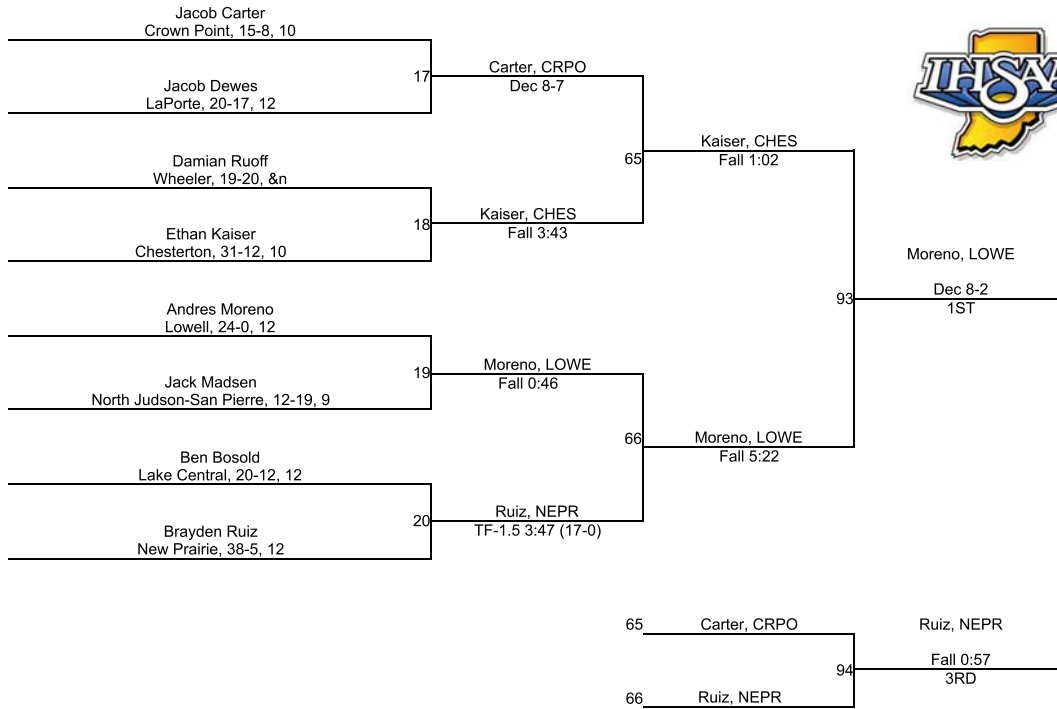 Jacob Carter
Crown Point, 15-8, 10
17
Carter, CRPO
Dec 8-7
Jacob Dewes
LaPorte, 20-17, 12
65
Kaiser, CHES
Fall 1:02
Damian Ruoff
Wheeler, 19-20, &n
18
Kaiser, CHES
Fall 3:43
Ethan Kaiser
Chesterton, 31-12, 10
93
Moreno, LOWE
Dec 8-2
1ST
Andres Moreno
Lowell, 24-0, 12
19
Moreno, LOWE
Fall 0:46
Jack Madsen
North Judson-San Pierre, 12-19, 9
66
Moreno, LOWE
Fall 5:22
Ben Bosold
Lake Central, 20-12, 12
20
Ruiz, NEPR
TF-1.5 3:47 (17-0)
Brayden Ruiz
New Prairie, 38-5, 12
65
Carter, CRPO
94
Ruiz, NEPR
Fall 0:57
3RD
66
Ruiz, NEPR
IHSAA